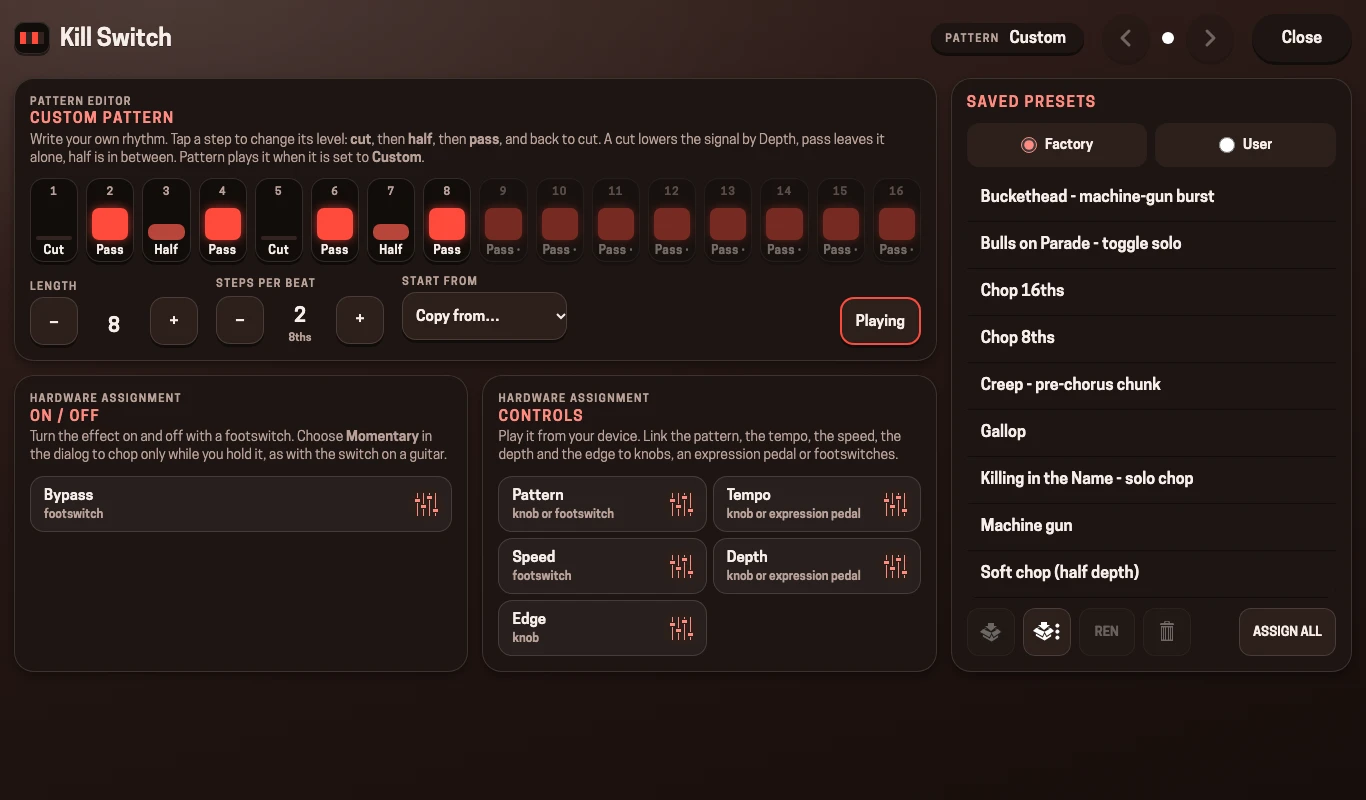 Kill Switch
PATTERN Custom
Close
PATTERN EDITOR
CUSTOM PATTERN
Write your own rhythm. Tap a step to change its level: cut, then half, then pass, and back to cut. A cut lowers the signal by Depth, pass leaves it
alone, half is in between. Pattern plays it when it is set to Custom.
1 2 3 4 5 6 7 8 9 10 11 12 13 14 15 16
Cut Pass Half Pass Cut Pass Half Pass Pass · Pass · Pass · Pass · Pass · Pass · Pass · Pass ·
LENGTH
− 8 +
STEPS PER BEAT
− 2 +
8ths
START FROM
Copy from...
Playing
HARDWARE ASSIGNMENT
ON / OFF
Turn the effect on and off with a footswitch. Choose Momentary in
the dialog to chop only while you hold it, as with the switch on a guitar.
Bypass
footswitch
HARDWARE ASSIGNMENT
CONTROLS
Play it from your device. Link the pattern, the tempo, the speed, the
depth and the edge to knobs, an expression pedal or footswitches.
Pattern
knob or footswitch
Tempo
knob or expression pedal
Speed
footswitch
Depth
knob or expression pedal
Edge
knob
SAVED PRESETS
Factory
User
Buckethead - machine-gun burst
Bulls on Parade - toggle solo
Chop 16ths
Chop 8ths
Creep - pre-chorus chunk
Gallop
Killing in the Name - solo chop
Machine gun
Soft chop (half depth)
REN
ASSIGN ALL